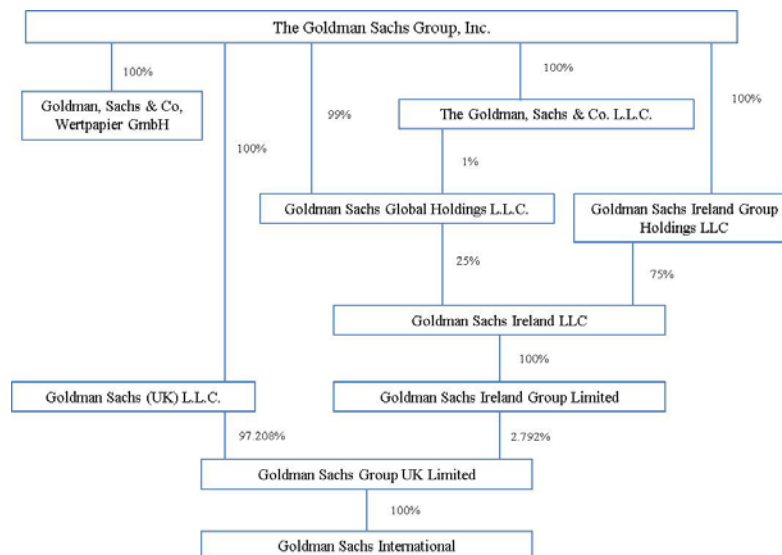 The Goldman Sachs Group, Inc.
100%
100%
Goldman, Sachs & Co,
Wertpapier GmbH
The Goldman, Sachs & Co. L.L.C.
99%
100%
100%
1%
Goldman Sachs Global Holdings L.L.C.
Goldman Sachs Ireland Group
Holdings LLC
25%
75%
Goldman Sachs Ireland LLC
100%
Goldman Sachs (UK) L.L.C.
Goldman Sachs Ireland Group Limited
97.208%
2.792%
Goldman Sachs Group UK Limited
100%
Goldman Sachs International